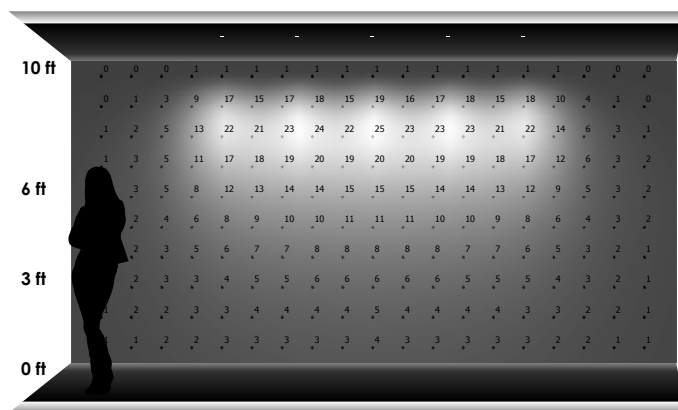 10 ft 0 0 0 1 1 1 1 1 1 1 1 1 1 1 1 1 0 0 0
0 1 3 9 17 15 17 18 15 19 16 17 18 15 18 10 4 1 0
1 2 5 13 22 21 23 24 22 25 23 23 23 21 22 14 6 3 1
1 3 5 11 17 18 19 20 19 20 20 19 19 18 17 12 6 3 2
6 ft 3 5 8 12 13 14 14 15 15 15 14 14 13 12 9 5 3 2
2 4 6 8 9 10 10 11 11 11 10 10 9 8 6 4 3 2
2 3 5 6 7 7 8 8 8 8 8 7 7 6 5 3 2 1
3 ft 2 3 3 4 5 5 6 6 6 6 6 5 5 5 4 3 2 1
1 2 2 3 3 4 4 4 4 5 4 4 4 4 3 3 2 2 1
1 2 2 3 3 3 3 3 4 3 3 3 3 3 2 2 1 1
0 ft